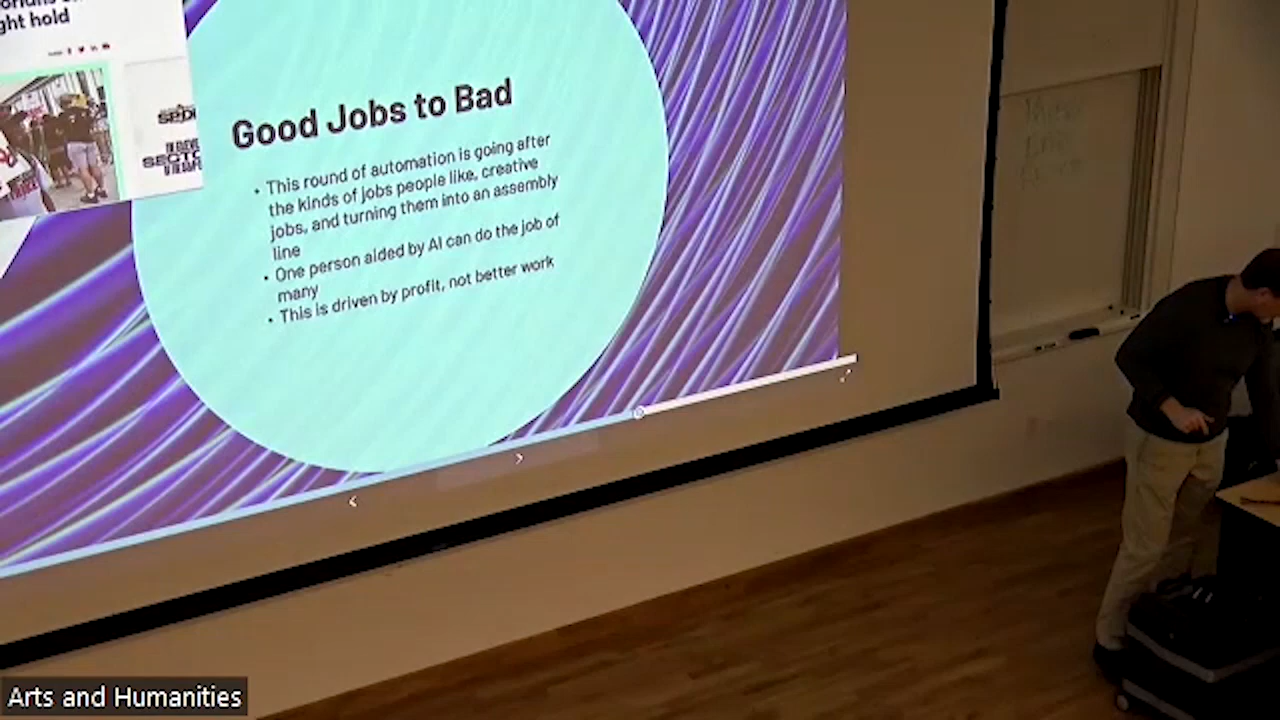 ght hold
Good Jobs to Bad
• This round of automation is going after
the kinds of jobs people like, creative
jobs, and turning them into an assembly
line
• One person aided by AI can do the job of
many
• This is driven by profit, not better work
Arts and Humanities